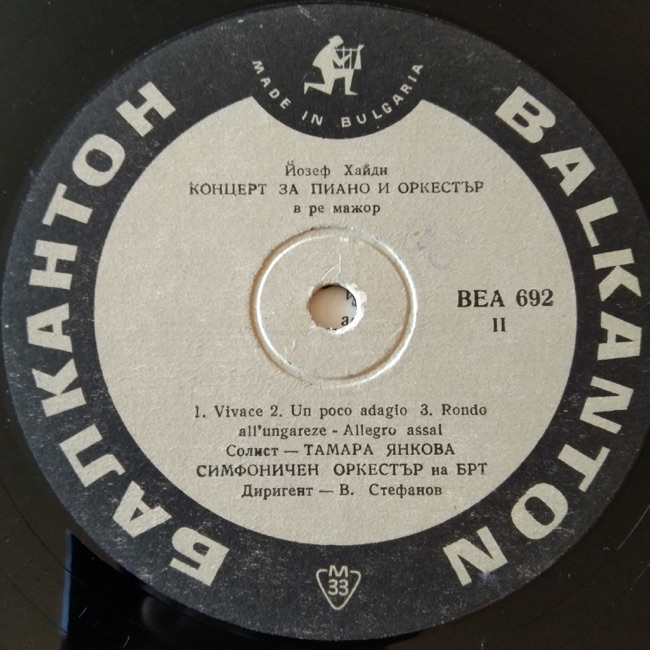 БАЛКАНТОН
BALKANTON
MADE IN BULGARIA
Йозеф Хайдн
КОНЦЕРТ ЗА ПИАНО И ОРКЕСТЪР
в ре мажор
ВЕА 692
II
1. Vivace 2. Un poco adagio 3. Rondo
all'ungareze - Allegro assai
Солист — ТАМАРА ЯНКОВА
СИМФОНИЧЕН ОРКЕСТЪР на БРТ
Диригент — В. Стефанов
М
33